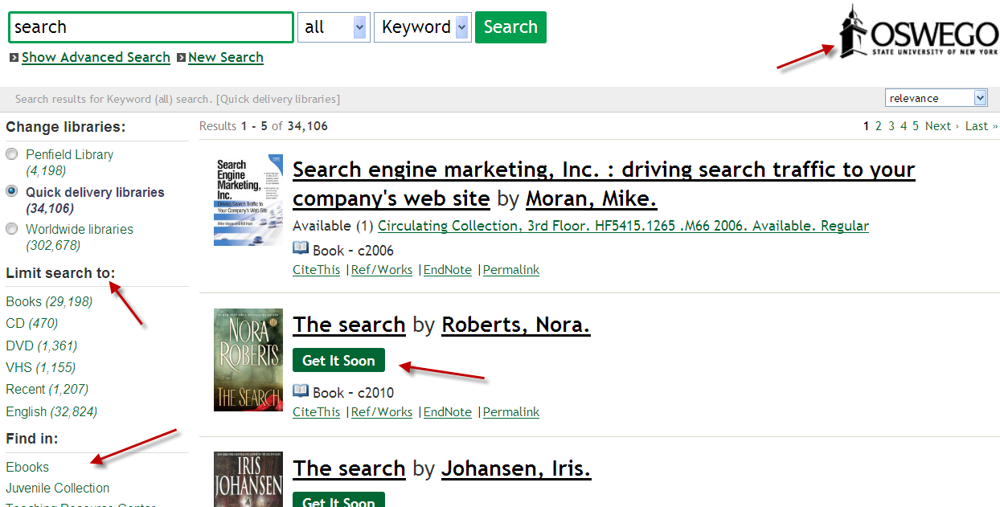 search all Keyword Search
Show Advanced Search New Search
OSWEGO
STATE UNIVERSITY OF NEW YORK
Search results for Keyword (all) search. [Quick delivery libraries] relevance
Change libraries:
Penfield Library
(4,198)
Quick delivery libraries
(34,106)
Worldwide libraries
(302,678)
Limit search to:
Books (29,198)
CD (470)
DVD (1,361)
VHS (1,155)
Recent (1,207)
English (32,824)
Find in:
Ebooks
Juvenile Collection
Teaching Resource Center
Results 1 - 5 of 34,106 1 2 3 4 5 Next › Last »
Search
Engine
Marketing,
Inc.
Driving Search Traffic to
Your Company's Web Site
Search engine marketing, Inc. : driving search traffic to your
company's web site by Moran, Mike.
Available (1) Circulating Collection, 3rd Floor. HF5415.1265 .M66 2006. Available. Regular
Book - c2006
CiteThis | Ref/Works | EndNote | Permalink
NORA
ROBERTS
THE SEARCH
The search by Roberts, Nora.
Get It Soon
Book - c2010
CiteThis | Ref/Works | EndNote | Permalink
IRIS
JOHANSEN
The search by Johansen, Iris.
Get It Soon